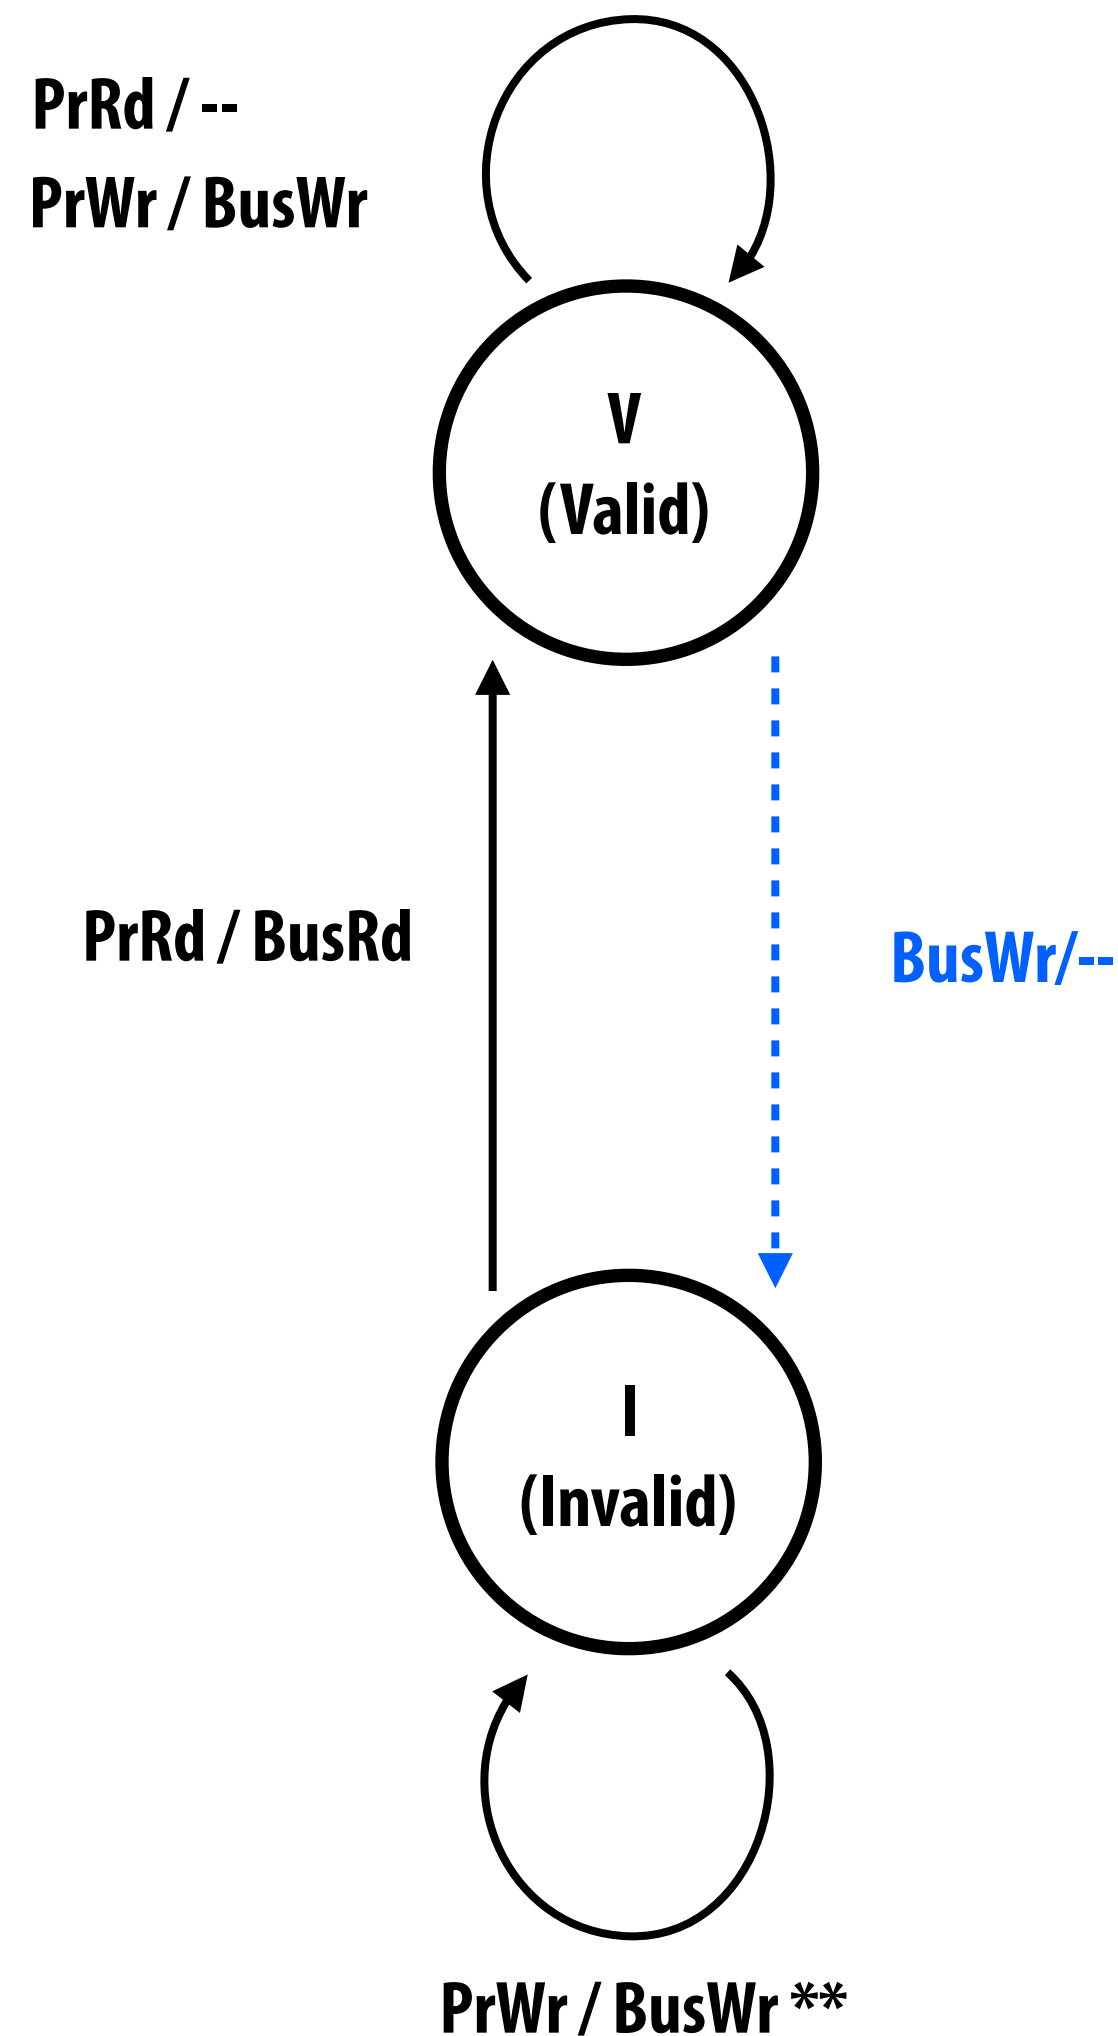 PrRd / --
PrWr / BusWr
V
(Valid)
PrRd / BusRd
BusWr/--
I
(Invalid)
PrWr / BusWr **